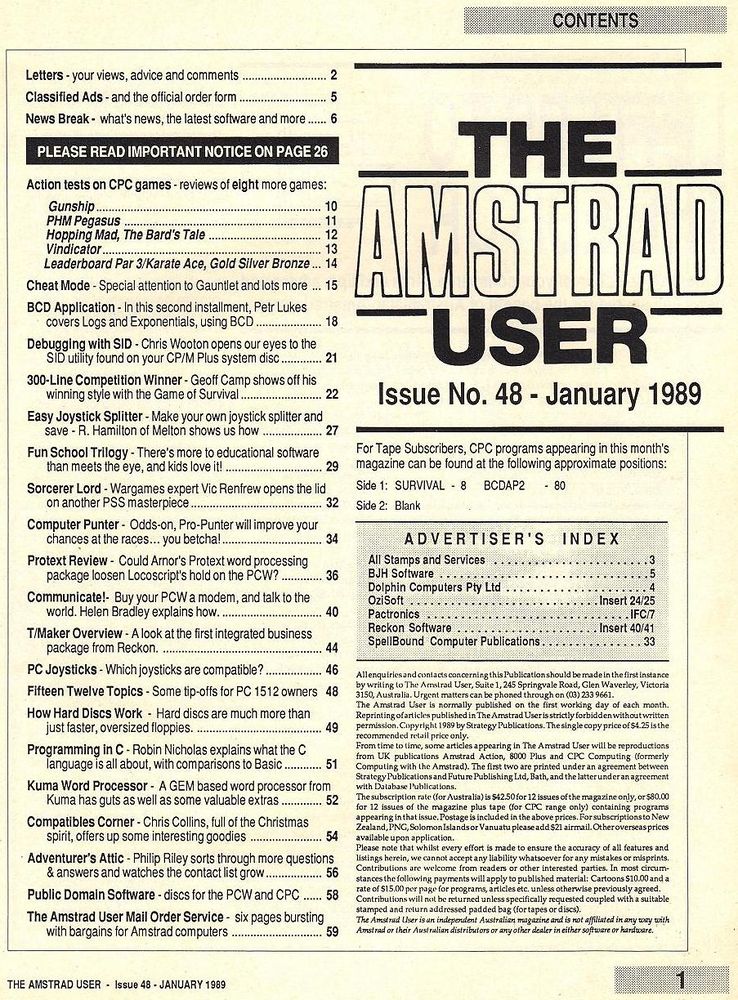 CONTENTS
Letters - your views, advice and comments ............................ 2
Classified Ads - and the official order form ............................ 5
News Break - what's news, the latest software and more ...... 6
PLEASE READ IMPORTANT NOTICE ON PAGE 26
Action tests on CPC games - reviews of eight more games:
Gunship ............................................................................ 10
PHM Pegasus .................................................................... 11
Hopping Mad, The Bard's Tale ....................................... 12
Vindicator .......................................................................... 13
Leaderboard Par 3/Karate Ace, Gold Silver Bronze ... 14
Cheat Mode - Special attention to Gauntlet and lots more ... 15
BCD Application - In this second installment, Petr Lukes
covers Logs and Exponentials, using BCD ...................... 18
Debugging with SID - Chris Wooton opens our eyes to the
SID utility found on your CP/M Plus system disc ............. 21
300-Line Competition Winner - Geoff Camp shows off his
winning style with the Game of Survival ........................... 22
Easy Joystick Splitter - Make your own joystick splitter and
save - R. Hamilton of Melton shows us how .................... 27
Fun School Trilogy - There's more to educational software
than meets the eye, and kids love it! ................................ 29
Sorcerer Lord - Wargames expert Vic Renfrew opens the lid
on another PSS masterpiece ............................................ 32
Computer Punter - Odds-on, Pro-Punter will improve your
chances at the races... you betcha! .................................. 34
Protext Review - Could Arnor's Protext word processing
package loosen Locoscript's hold on the PCW? ............. 36
Communicate!- Buy your PCW a modem, and talk to the
world. Helen Bradley explains how. .................................. 40
T/Maker Overview - A look at the first integrated business
package from Reckon. ..................................................... 44
PC Joysticks - Which joysticks are compatible? .................. 46
Fifteen Twelve Topics - Some tip-offs for PC 1512 owners 48
How Hard Discs Work - Hard discs are much more than
just faster, oversized floppies. .......................................... 49
Programming in C - Robin Nicholas explains what the C
language is all about, with comparisons to Basic ............. 51
Kuma Word Processor - A GEM based word processor from
Kuma has guts as well as some valuable extras .............. 52
Compatibles Corner - Chris Collins, full of the Christmas
spirit, offers up some interesting goodies ........................ 54
Adventurer's Attic - Philip Riley sorts through more questions
& answers and watches the contact list grow ................... 56
Public Domain Software - discs for the PCW and CPC ...... 58
The Amstrad User Mail Order Service - six pages bursting
with bargains for Amstrad computers .............................. 59
THE
AMSTRAD
USER
Issue No. 48 - January 1989
For Tape Subscribers, CPC programs appearing in this month's
magazine can be found at the following approximate positions:
Side 1: SURVIVAL - 8 BCDAP2 - 80
Side 2: Blank
ADVERTISER'S INDEX
All Stamps and Services ........................ 3
BJH Software ................................. 5
Dolphin Computers Pty Ltd ...................... 4
OziSoft ............................. Insert 24/25
Pactronics ................................ IFC/7
Reckon Software ..................... Insert 40/41
SpellBound Computer Publications ............... 33
All enquiries and contacts concerning this Publication should be made in the first instance
by writing to The Amstrad User, Suite 1, 245 Springvale Road, Glen Waverley, Victoria
3150, Australia. Urgent matters can be phoned through on (03) 233 9661.
The Amstrad User is normally published on the first working day of each month.
Reprinting of articles published in The Amstrad User is strictly forbidden without written
permission. Copyright 1989 by Strategy Publications. The single copy price of $4.25 is the
recommended retail price only.
From time to time, some articles appearing in The Amstrad User will be reproductions
from UK publications Amstrad Action, 8000 Plus and CPC Computing (formerly
Computing with the Amstrad). The first two are printed under an agreement between
Strategy Publications and Future Publishing Ltd, Bath, and the latter under an agreement
with Database Publications.
The subscription rate (for Australia) is $42.50 for 12 issues of the magazine only, or $80.00
for 12 issues of the magazine plus tape (for CPC range only) containing programs
appearing in that issue. Postage is included in the above prices. For subscriptions to New
Zealand, PNG, Solomon Islands or Vanuatu please add $21 airmail. Other overseas prices
available upon application.
Please note that whilst every effort is made to ensure the accuracy of all features and
listings herein, we cannot accept any liability whatsoever for any mistakes or misprints.
Contributions are welcome from readers or other interested parties. In most circum-
stances the following payments will apply to published material: Cartoons $10.00 and a
rate of $15.00 per page for programs, articles etc. unless otherwise previously agreed.
Contributions will not be returned unless specifically requested coupled with a suitable
stamped and return addressed padded bag (for tapes or discs).
The Amstrad User is an independent Australian magazine and is not affiliated in any way with
Amstrad or their Australian distributors or any other dealer in either software or hardware.
THE AMSTRAD USER - Issue 48 - JANUARY 1989
1